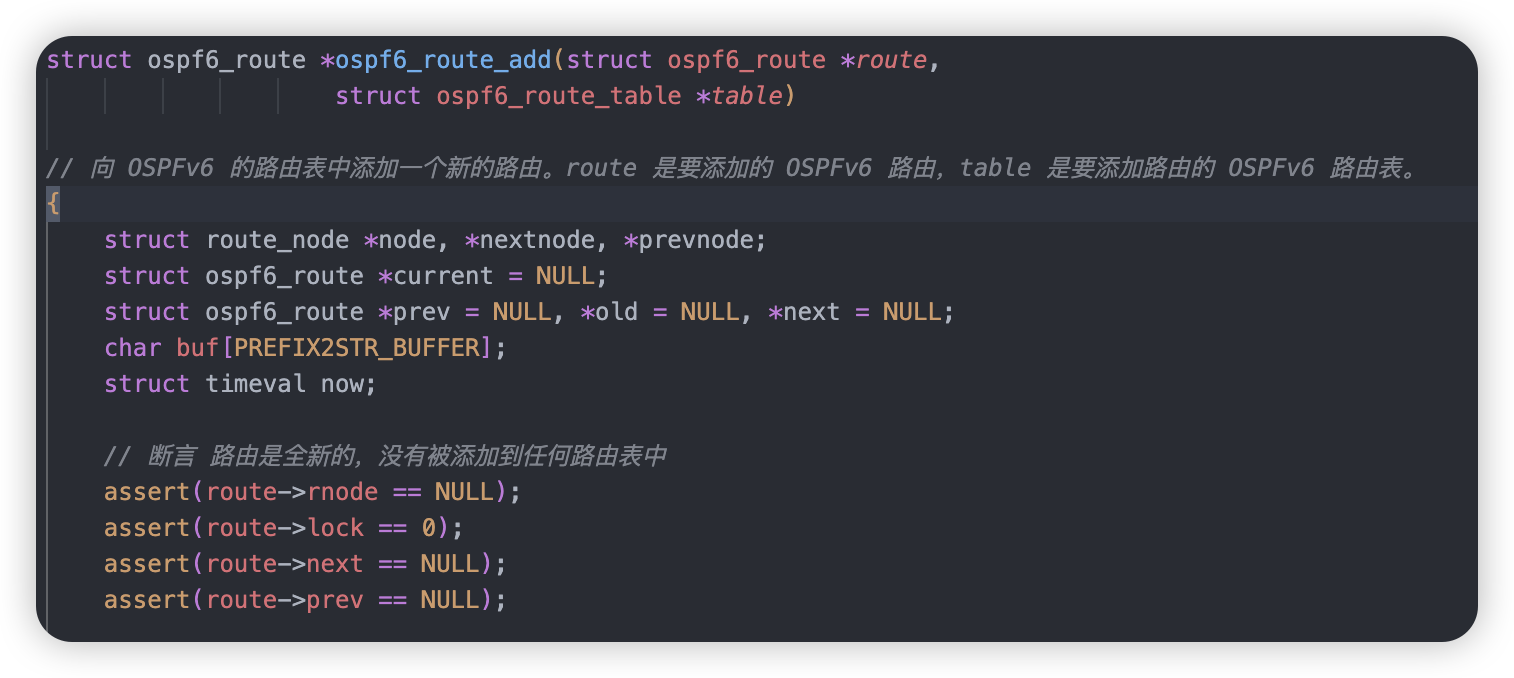 struct ospf6_route *ospf6_route_add(struct ospf6_route *route,
struct ospf6_route_table *table)
// 向 OSPFv6 的路由表中添加一个新的路由。route 是要添加的 OSPFv6 路由，table 是要添加路由的 OSPFv6 路由表。
{
struct route_node *node, *nextnode, *prevnode;
struct ospf6_route *current = NULL;
struct ospf6_route *prev = NULL, *old = NULL, *next = NULL;
char buf[PREFIX2STR_BUFFER];
struct timeval now;
// 断言 路由是全新的，没有被添加到任何路由表中
assert(route->rnode == NULL);
assert(route->lock == 0);
assert(route->next == NULL);
assert(route->prev == NULL);